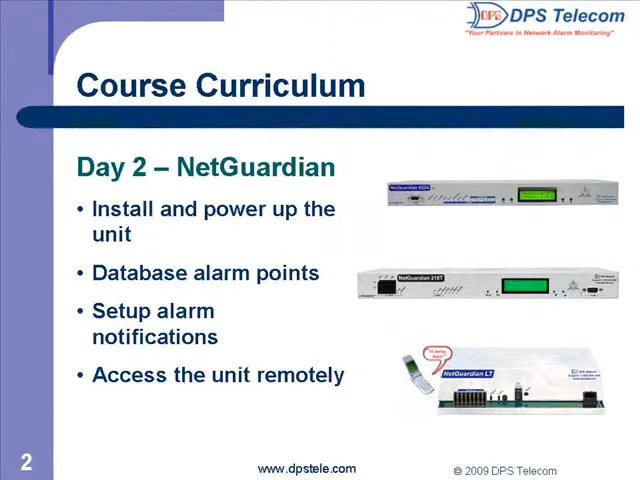 DPS Telecom
"Your Partners in Network Alarm Monitoring"
Course Curriculum
Day 2 – NetGuardian
• Install and power up the
unit
• Database alarm points
• Setup alarm
notifications
• Access the unit remotely
NetGuardian 832A
NetGuardian 216T
NetGuardian LT
2
www.dpstele.com
© 2009 DPS Telecom